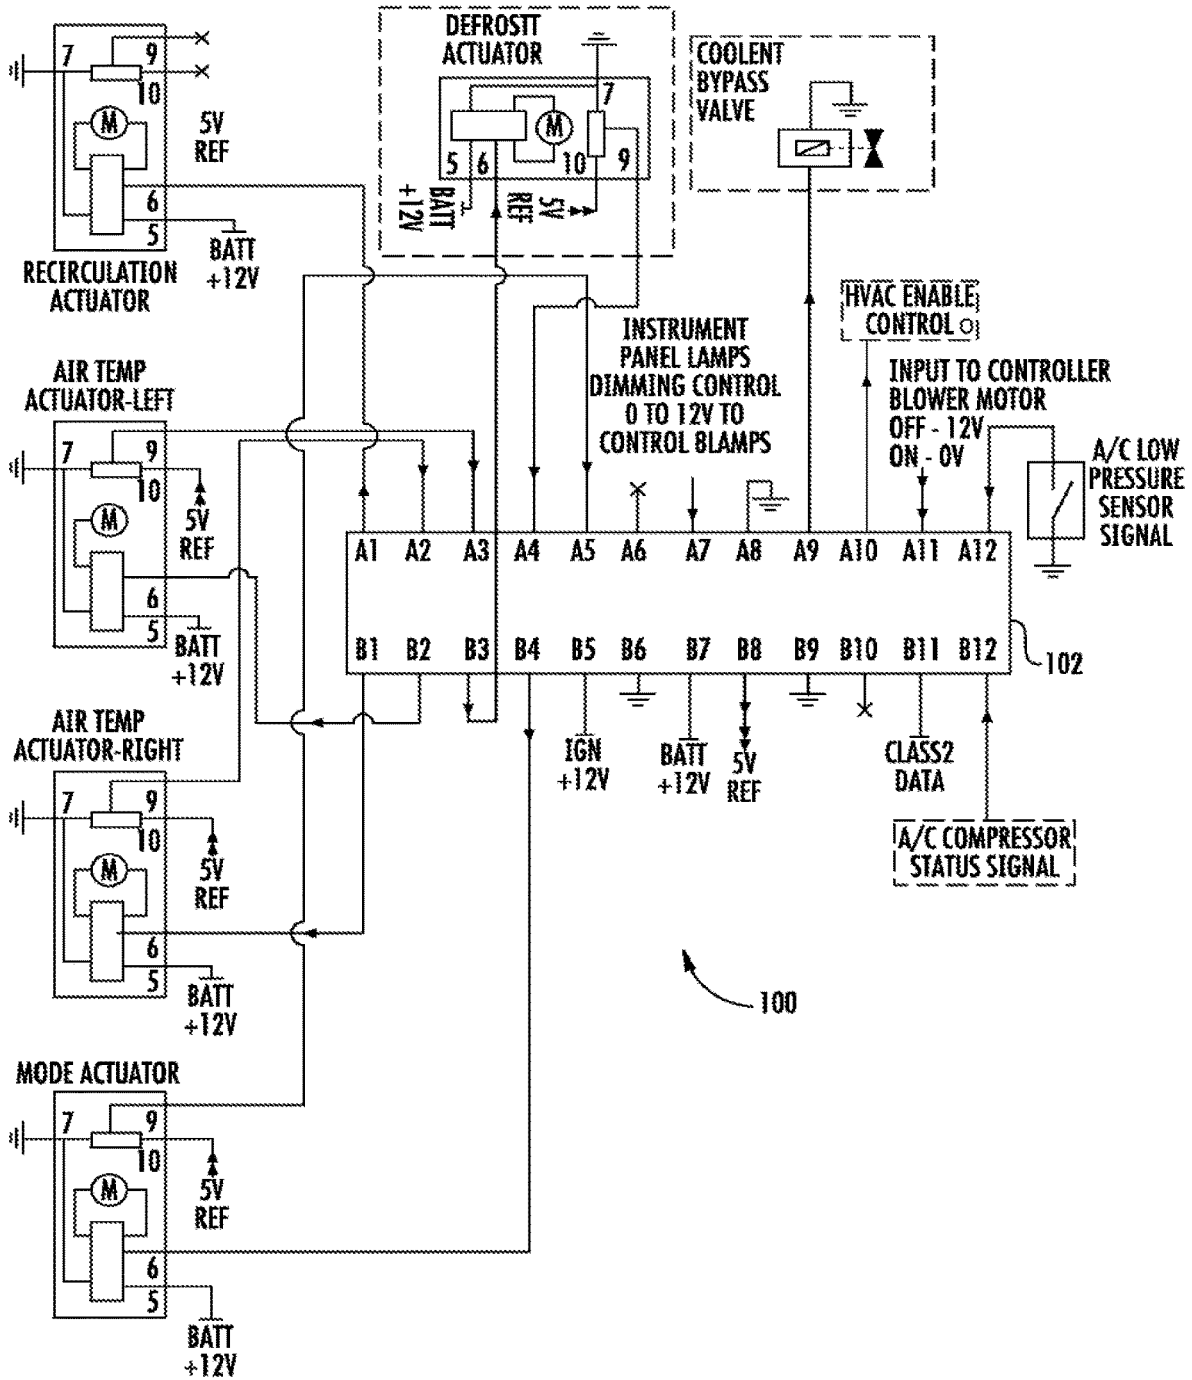 7
9
10
M
5V
REF
6
5
BATT
+12V
RECIRCULATION
ACTUATOR
DEFROSTT
ACTUATOR
7
M
5
6
10
9
BATT
+12V
5V
REF
COOLENT
BYPASS
VALVE
HVAC ENABLE
CONTROL
INSTRUMENT
PANEL LAMPS
DIMMING CONTROL
0 TO 12V TO
CONTROL BLAMPS
INPUT TO CONTROLLER
BLOWER MOTOR
OFF - 12V
ON - 0V
A/C LOW
PRESSURE
SENSOR
SIGNAL
AIR TEMP
ACTUATOR-LEFT
7
9
10
M
5V
REF
6
5
BATT
+12V
A1 A2 A3 A4 A5 A6 A7 A8 A9 A10 A11 A12
B1 B2 B3 B4 B5 B6 B7 B8 B9 B10 B11 B12
102
IGN
+12V
BATT
+12V
5V
REF
CLASS2
DATA
A/C COMPRESSOR
STATUS SIGNAL
AIR TEMP
ACTUATOR-RIGHT
7
9
10
M
5V
REF
6
5
BATT
+12V
100
MODE ACTUATOR
7
9
10
M
5V
REF
6
5
BATT
+12V